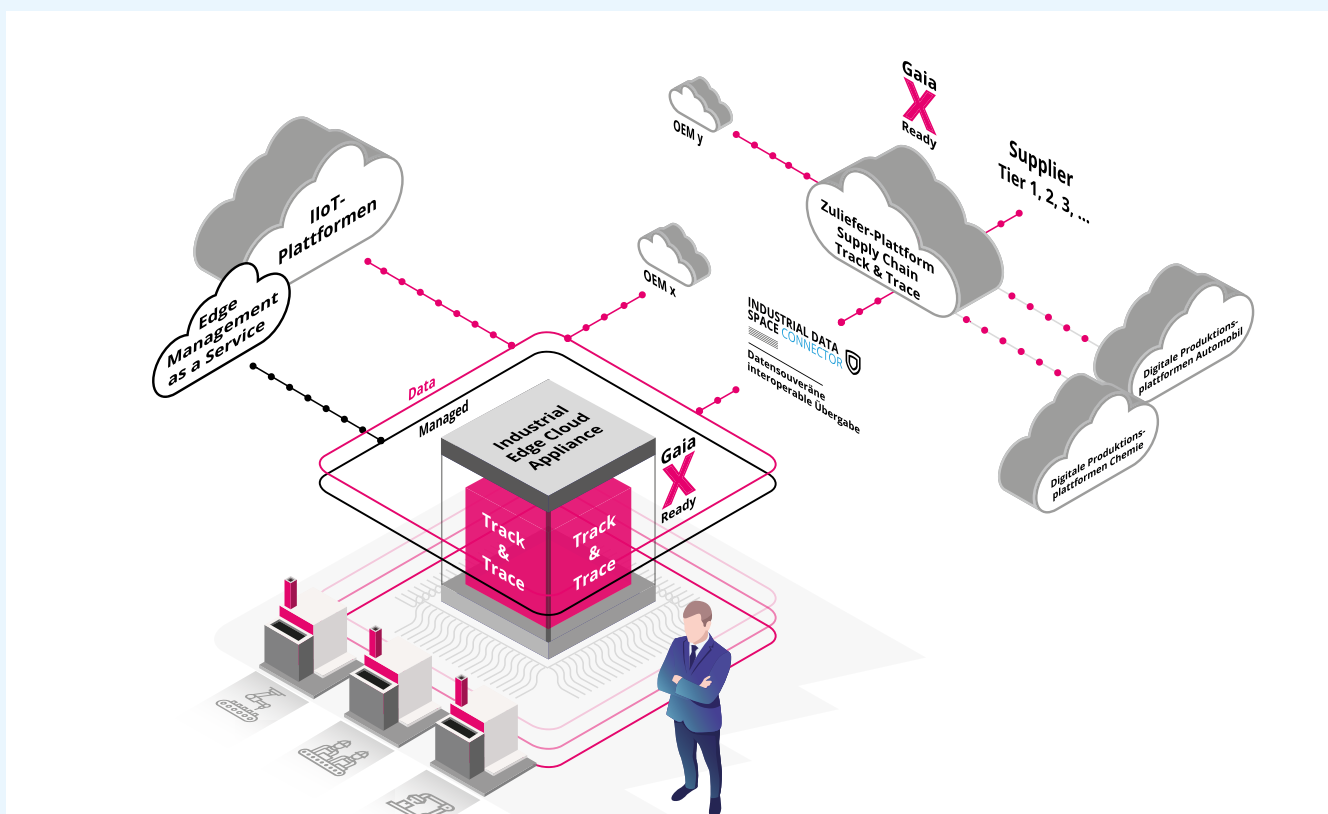 Gaia
X
Ready
OEM y
Supplier
Tier 1, 2, 3, ...
IIoT-
Plattformen
Zuliefer-Plattform
Supply Chain
Track & Trace
OEM x
Edge
Management
as a Service
INDUSTRIAL DATA
SPACE CONNECTOR
Datensouveräne
interoperable Übergabe
Digitale Produktions-
plattformen Automobil
Digitale Produktions-
plattformen Chemie
Data
Managed
Industrial
Edge Cloud
Appliance
Gaia
X
Ready
Track
&
Trace
Track
&
Trace